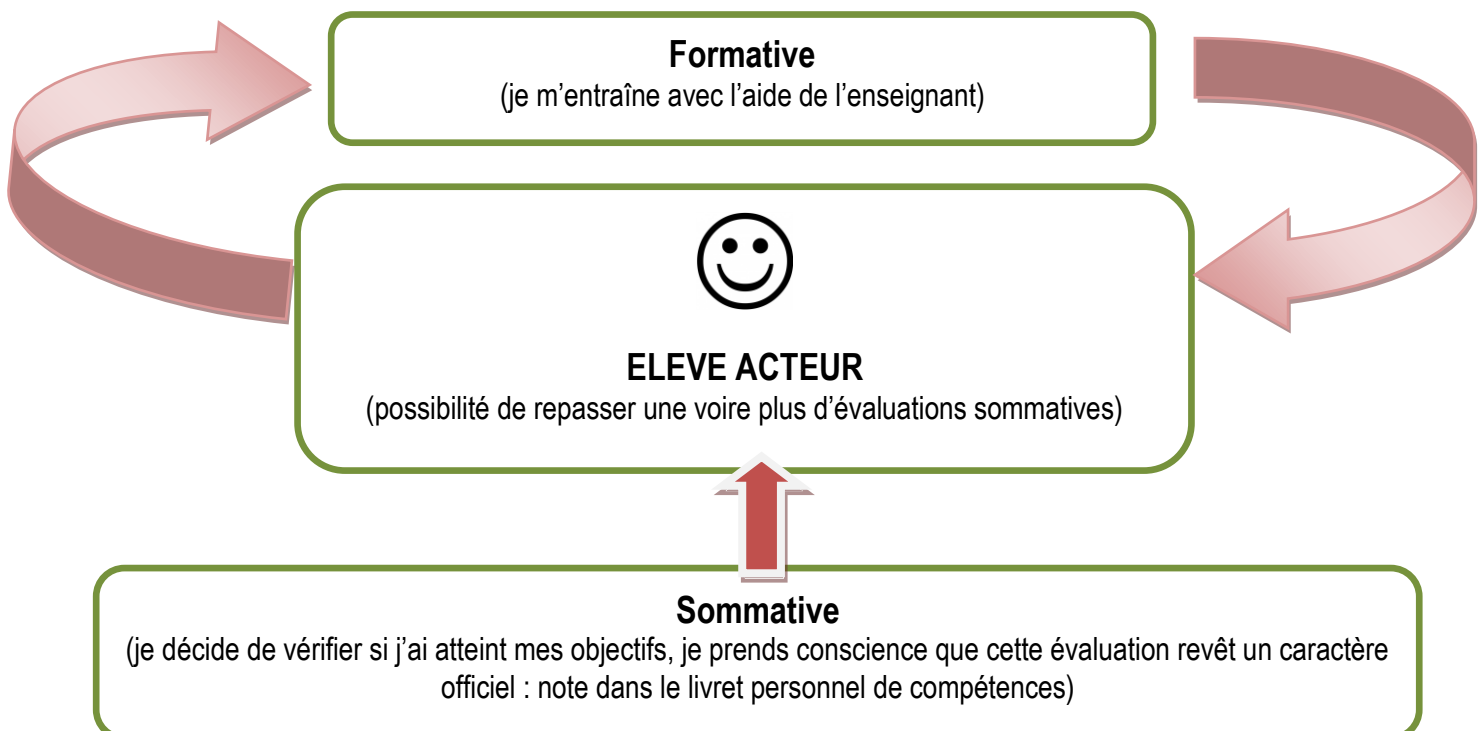 Formative
(je m’entraîne avec l’aide de l’enseignant)
ELEVE ACTEUR
(possibilité de repasser une voire plus d’évaluations sommatives)
Sommative
(je décide de vérifier si j’ai atteint mes objectifs, je prends conscience que cette évaluation revêt un caractère
officiel : note dans le livret personnel de compétences)